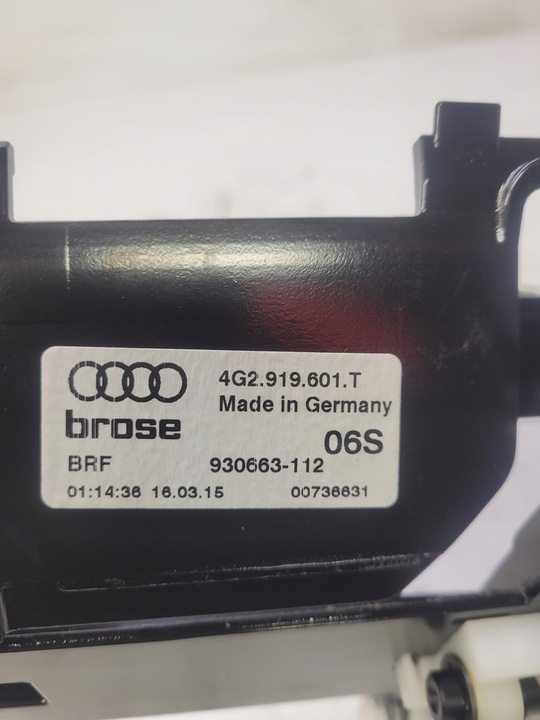 4G2.919.601.T
Made in Germany
brose
06S
BRF 930663-112
01:14:36 16.03.15 00736631